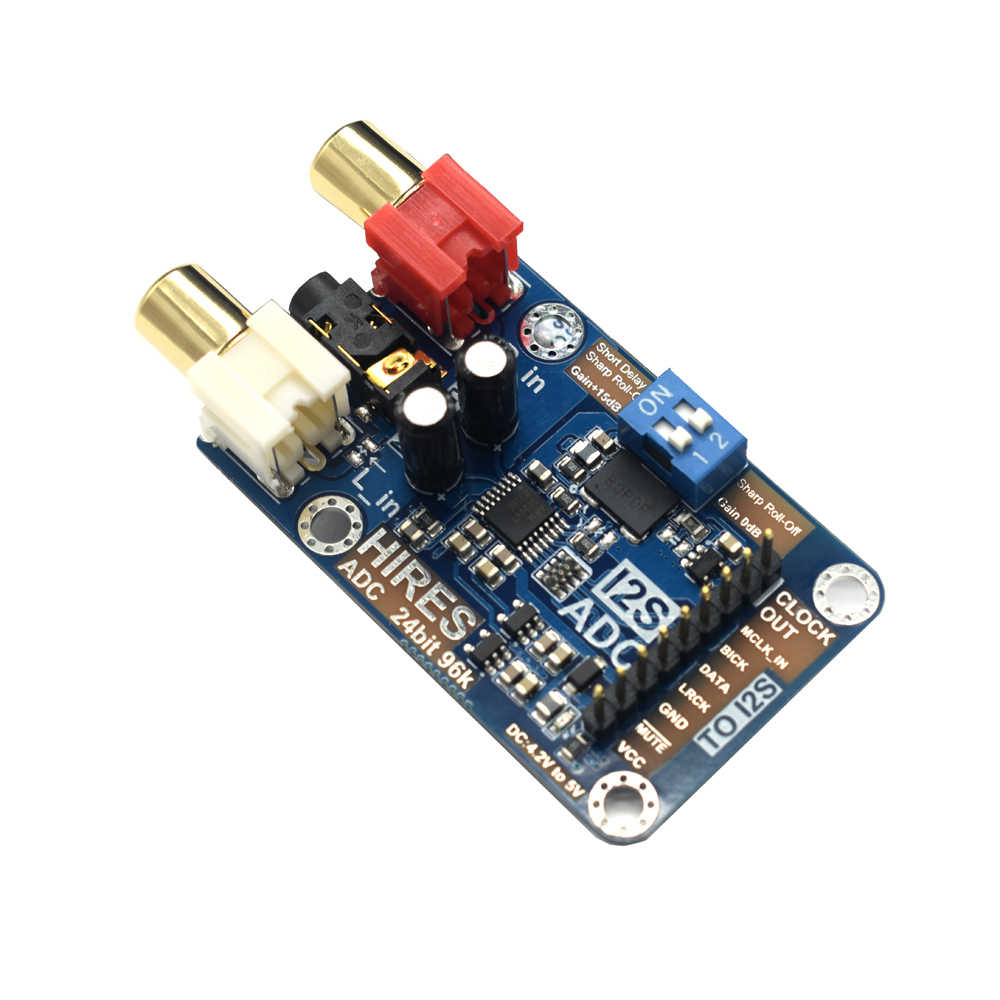 in
Short Delay
Sharp Roll-O
Gain+15dB
ON
1 2
L_in
Sharp Roll-Off
Gain 0dB
HIRES
ADC 24bit 96k
I2S
ADC
CLOCK
OUT
MCLK_IN
BICK
DATA
LRCK
GND
MUTE
VCC
TO I2S
DC:4.2V to 5V